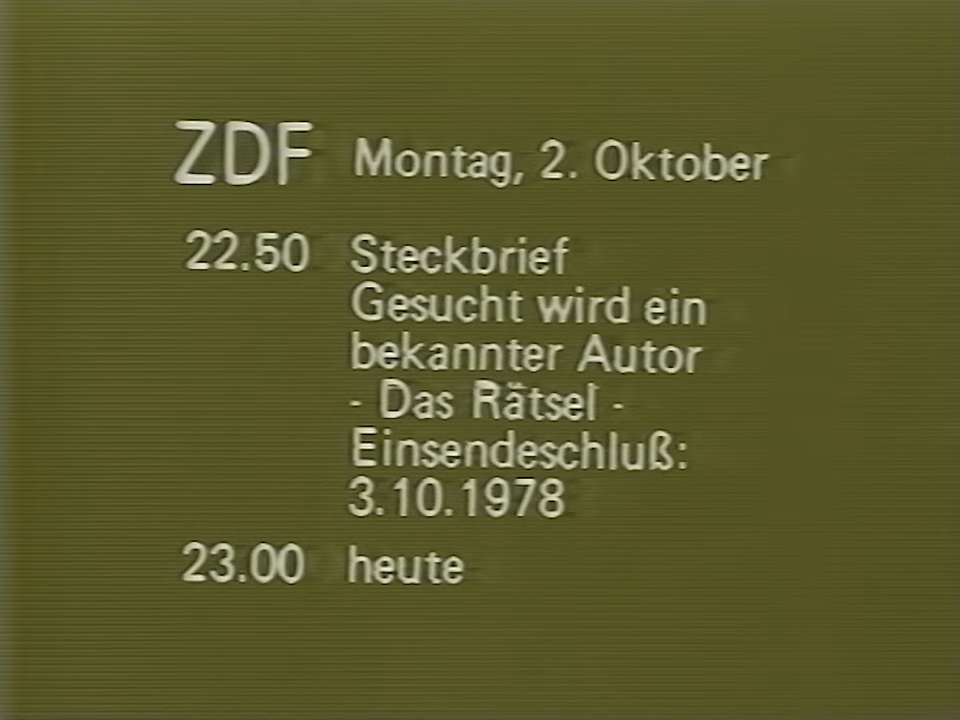 ZDF Montag, 2. Oktober
22.50 Steckbrief
Gesucht wird ein
bekannter Autor
- Das Rätsel -
Einsendeschluß:
3.10.1978
23.00 heute